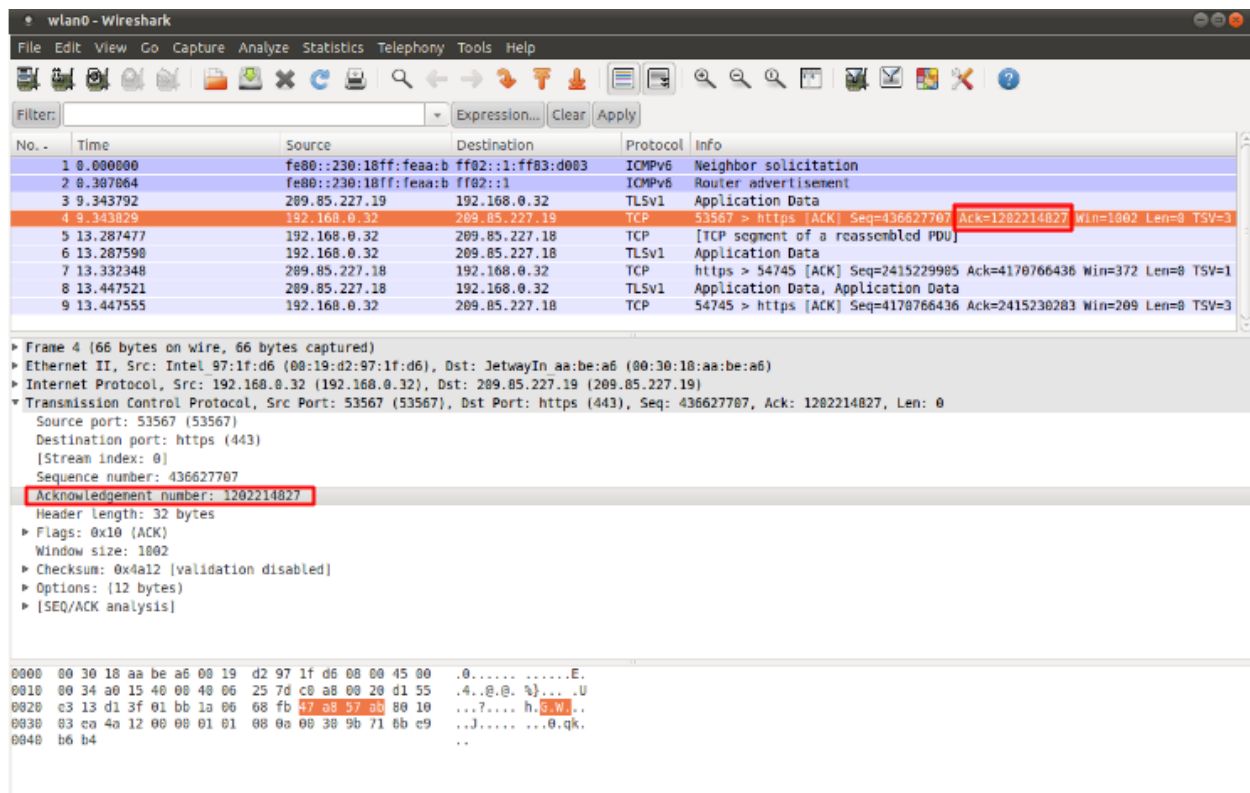 wlan0 - Wireshark
File Edit View Go Capture Analyze Statistics Telephony Tools Help
Filter: Expression... Clear Apply
No. . Time Source Destination Protocol Info
1 0.000000 fe80::230:18ff:feaa:b ff02::1:ff83:d003 ICMPv6 Neighbor solicitation
2 0.307064 fe80::230:18ff:feaa:b ff02::1 ICMPv6 Router advertisement
3 9.343792 209.85.227.19 192.168.0.32 TLSv1 Application Data
4 9.343829 192.168.0.32 209.85.227.19 TCP 53567 > https [ACK] Seq=436627707 Ack=1202214827 Win=1002 Len=0 TSV=3
5 13.287477 192.168.0.32 209.85.227.18 TCP [TCP segment of a reassembled PDU]
6 13.287590 192.168.0.32 209.85.227.18 TLSv1 Application Data
7 13.332348 209.85.227.18 192.168.0.32 TCP https > 54745 [ACK] Seq=2415229905 Ack=4170766436 Win=372 Len=0 TSV=1
8 13.447521 209.85.227.18 192.168.0.32 TLSv1 Application Data, Application Data
9 13.447555 192.168.0.32 209.85.227.18 TCP 54745 > https [ACK] Seq=4170766436 Ack=2415230283 Win=209 Len=0 TSV=3
Frame 4 (66 bytes on wire, 66 bytes captured)
Ethernet II, Src: Intel_97:1f:d6 (00:19:d2:97:1f:d6), Dst: JetwayIn_aa:be:a6 (00:30:18:aa:be:a6)
Internet Protocol, Src: 192.168.0.32 (192.168.0.32), Dst: 209.85.227.19 (209.85.227.19)
Transmission Control Protocol, Src Port: 53567 (53567), Dst Port: https (443), Seq: 436627707, Ack: 1202214827, Len: 0
Source port: 53567 (53567)
Destination port: https (443)
[Stream index: 0]
Sequence number: 436627707
Acknowledgement number: 1202214827
Header length: 32 bytes
Flags: 0x10 (ACK)
Window size: 1002
Checksum: 0x4a12 [validation disabled]
Options: (12 bytes)
[SEQ/ACK analysis]
0000 00 30 18 aa be a6 00 19 d2 97 1f d6 08 00 45 00 .0...... ......E.
0010 00 34 a0 15 40 00 40 06 25 7d c0 a8 00 20 d1 55 .4..@.@. %}... .U
0020 e3 13 d1 3f 01 bb 1a 06 68 fb 47 a8 57 ab 80 10 ...?.... h.G.W...
0030 03 ea 4a 12 00 00 01 01 08 0a 00 30 9b 71 6b c9 ..J..... ...0.qk.
0040 b6 b4 ..